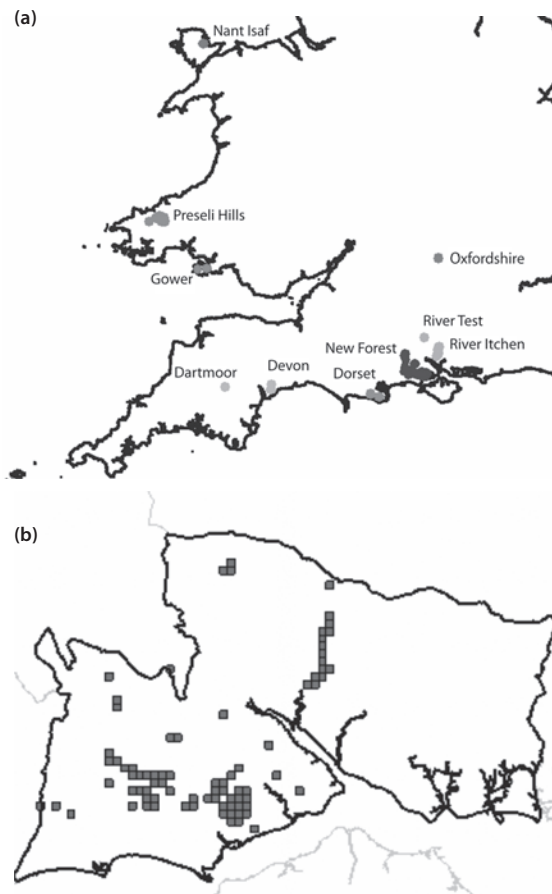 (a)
Nant Isaf
Preseli Hills
Gower
Oxfordshire
River Test
River Itchen
New Forest
Dartmoor
Devon
Dorset
(b)